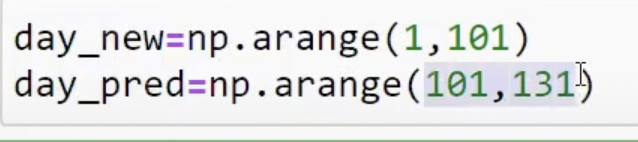 day_new=np.arange(1,101)
day_pred=np.arange(101,131)